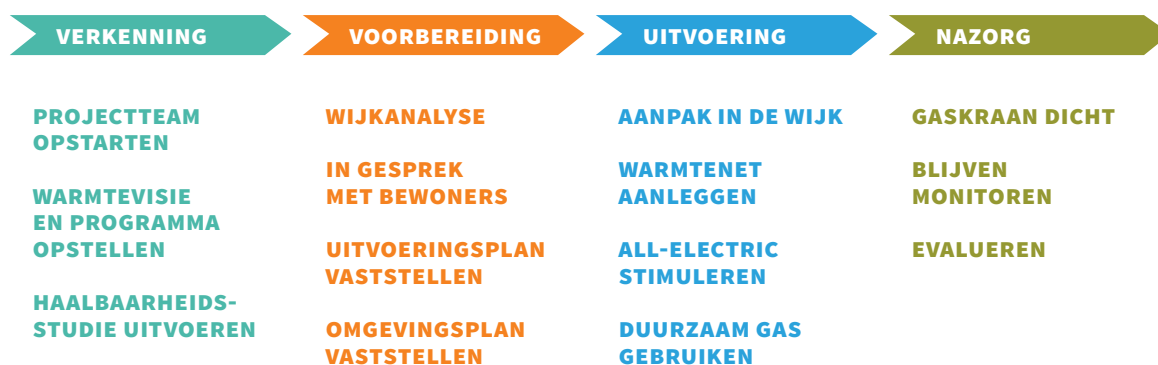 VERKENNING
PROJECTTEAM
OPSTARTEN
WARMTEVISIE
EN PROGRAMMA
OPSTELLEN
HAALBAARHEIDS-
STUDIE UITVOEREN
VOORBEREIDING
WIJKANALYSE
IN GESPREK
MET BEWONERS
UITVOERINGSPLAN
VASTSTELLEN
OMGEVINGSPLAN
VASTSTELLEN
UITVOERING
AANPAK IN DE WIJK
WARMTENET
AANLEGGEN
ALL-ELECTRIC
STIMULEREN
DUURZAAM GAS
GEBRUIKEN
NAZORG
GASKRAAN DICHT
BLIJVEN
MONITOREN
EVALUEREN